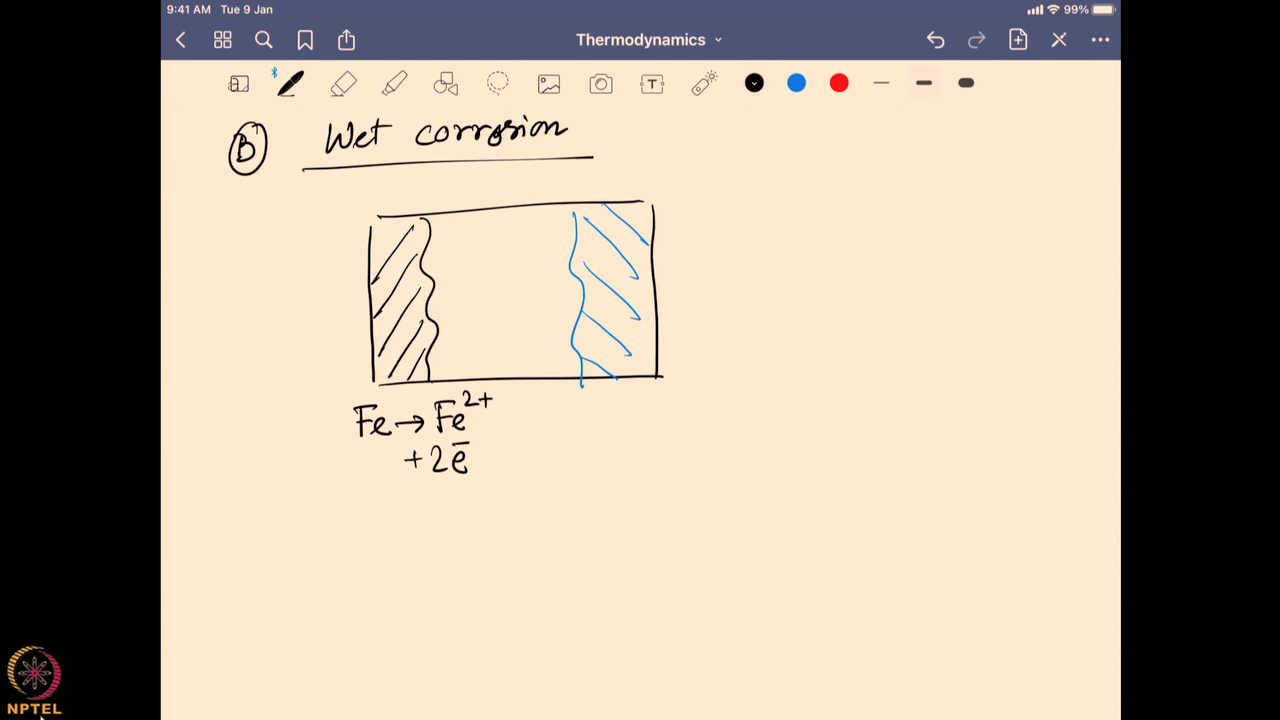 9:41 AM Tue 9 Jan 99%
Thermodynamics
T
B Wet corrosion
Fe → Fe²⁺
+ 2e̅
NPTEL